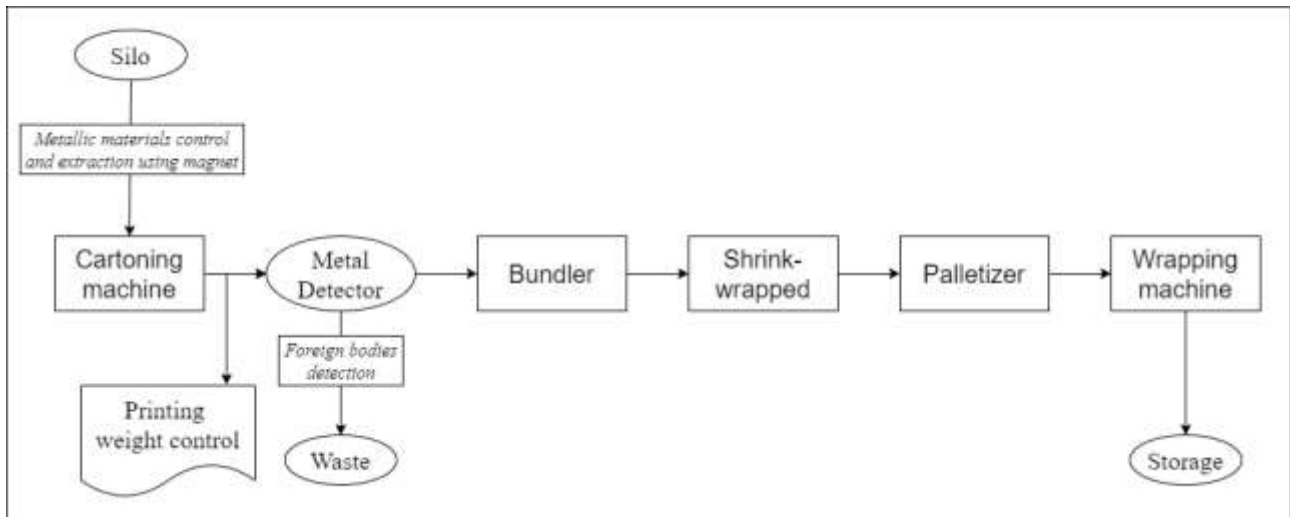 Silo
Metallic materials control
and extraction using magnet
Cartoning
machine
Metal
Detector
Bundler
Shrink-
wrapped
Palletizer
Wrapping
machine
Foreign bodies
detection
Printing
weight control
Waste
Storage